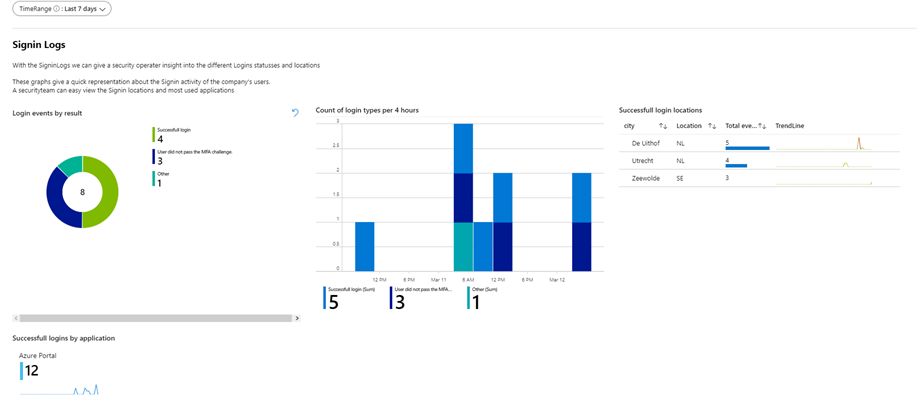 TimeRange ⓘ : Last 7 days
Signin Logs
With the SigninLogs we can give a security operater insight into the different Logins statusses and locations
These graphs give a quick representation about the Signin activity of the company's users.
A securityteam can easy view the Signin locations and most used applications
Login events by result
Successfull login
4
User did not pass the MFA challenge.
3
Other
1
8
Count of login types per 4 hours
3
2.5
2
1.5
1
0.5
0
12 PM 6 PM Mar 11 6 AM 12 PM 6 PM Mar 12
Successfull login (Sum)
5
User did not pass the MFA...
3
Other (Sum)
1
Successfull login locations
city Location Total eve... TrendLine
De Uithof NL 5
Utrecht NL 4
Zeewolde SE 3
Successfull logins by application
Azure Portal
12